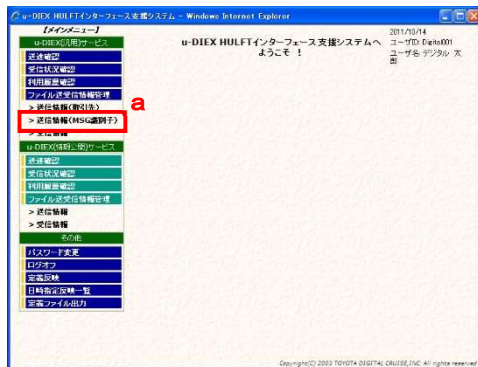 u-DIEX HULFTインターフェース支援システム - Windows Internet Explorer
[メインメニュー]
u-DIEX(汎用)サービス
送達確認
受信状況確認
利用履歴確認
ファイル送受信情報管理
> 送信情報(取引先)
> 送信情報(MSG識別子)
> 受信情報
a
u-DIEX(情報公開)サービス
送達確認
受信状況確認
利用履歴確認
ファイル送受信情報管理
> 送信情報
> 受信情報
その他
パスワード変更
ログオフ
定義反映
日時指定反映一覧
定義ファイル出力
u-DIEX HULFTインターフェース支援システムへ
ようこそ !
2011/10/14
ユーザID: Digital001
ユーザ名: デジタル 太
郎
Copyright(C) 2003 TOYOTA DIGITAL CRUISE,INC. All rights reserved